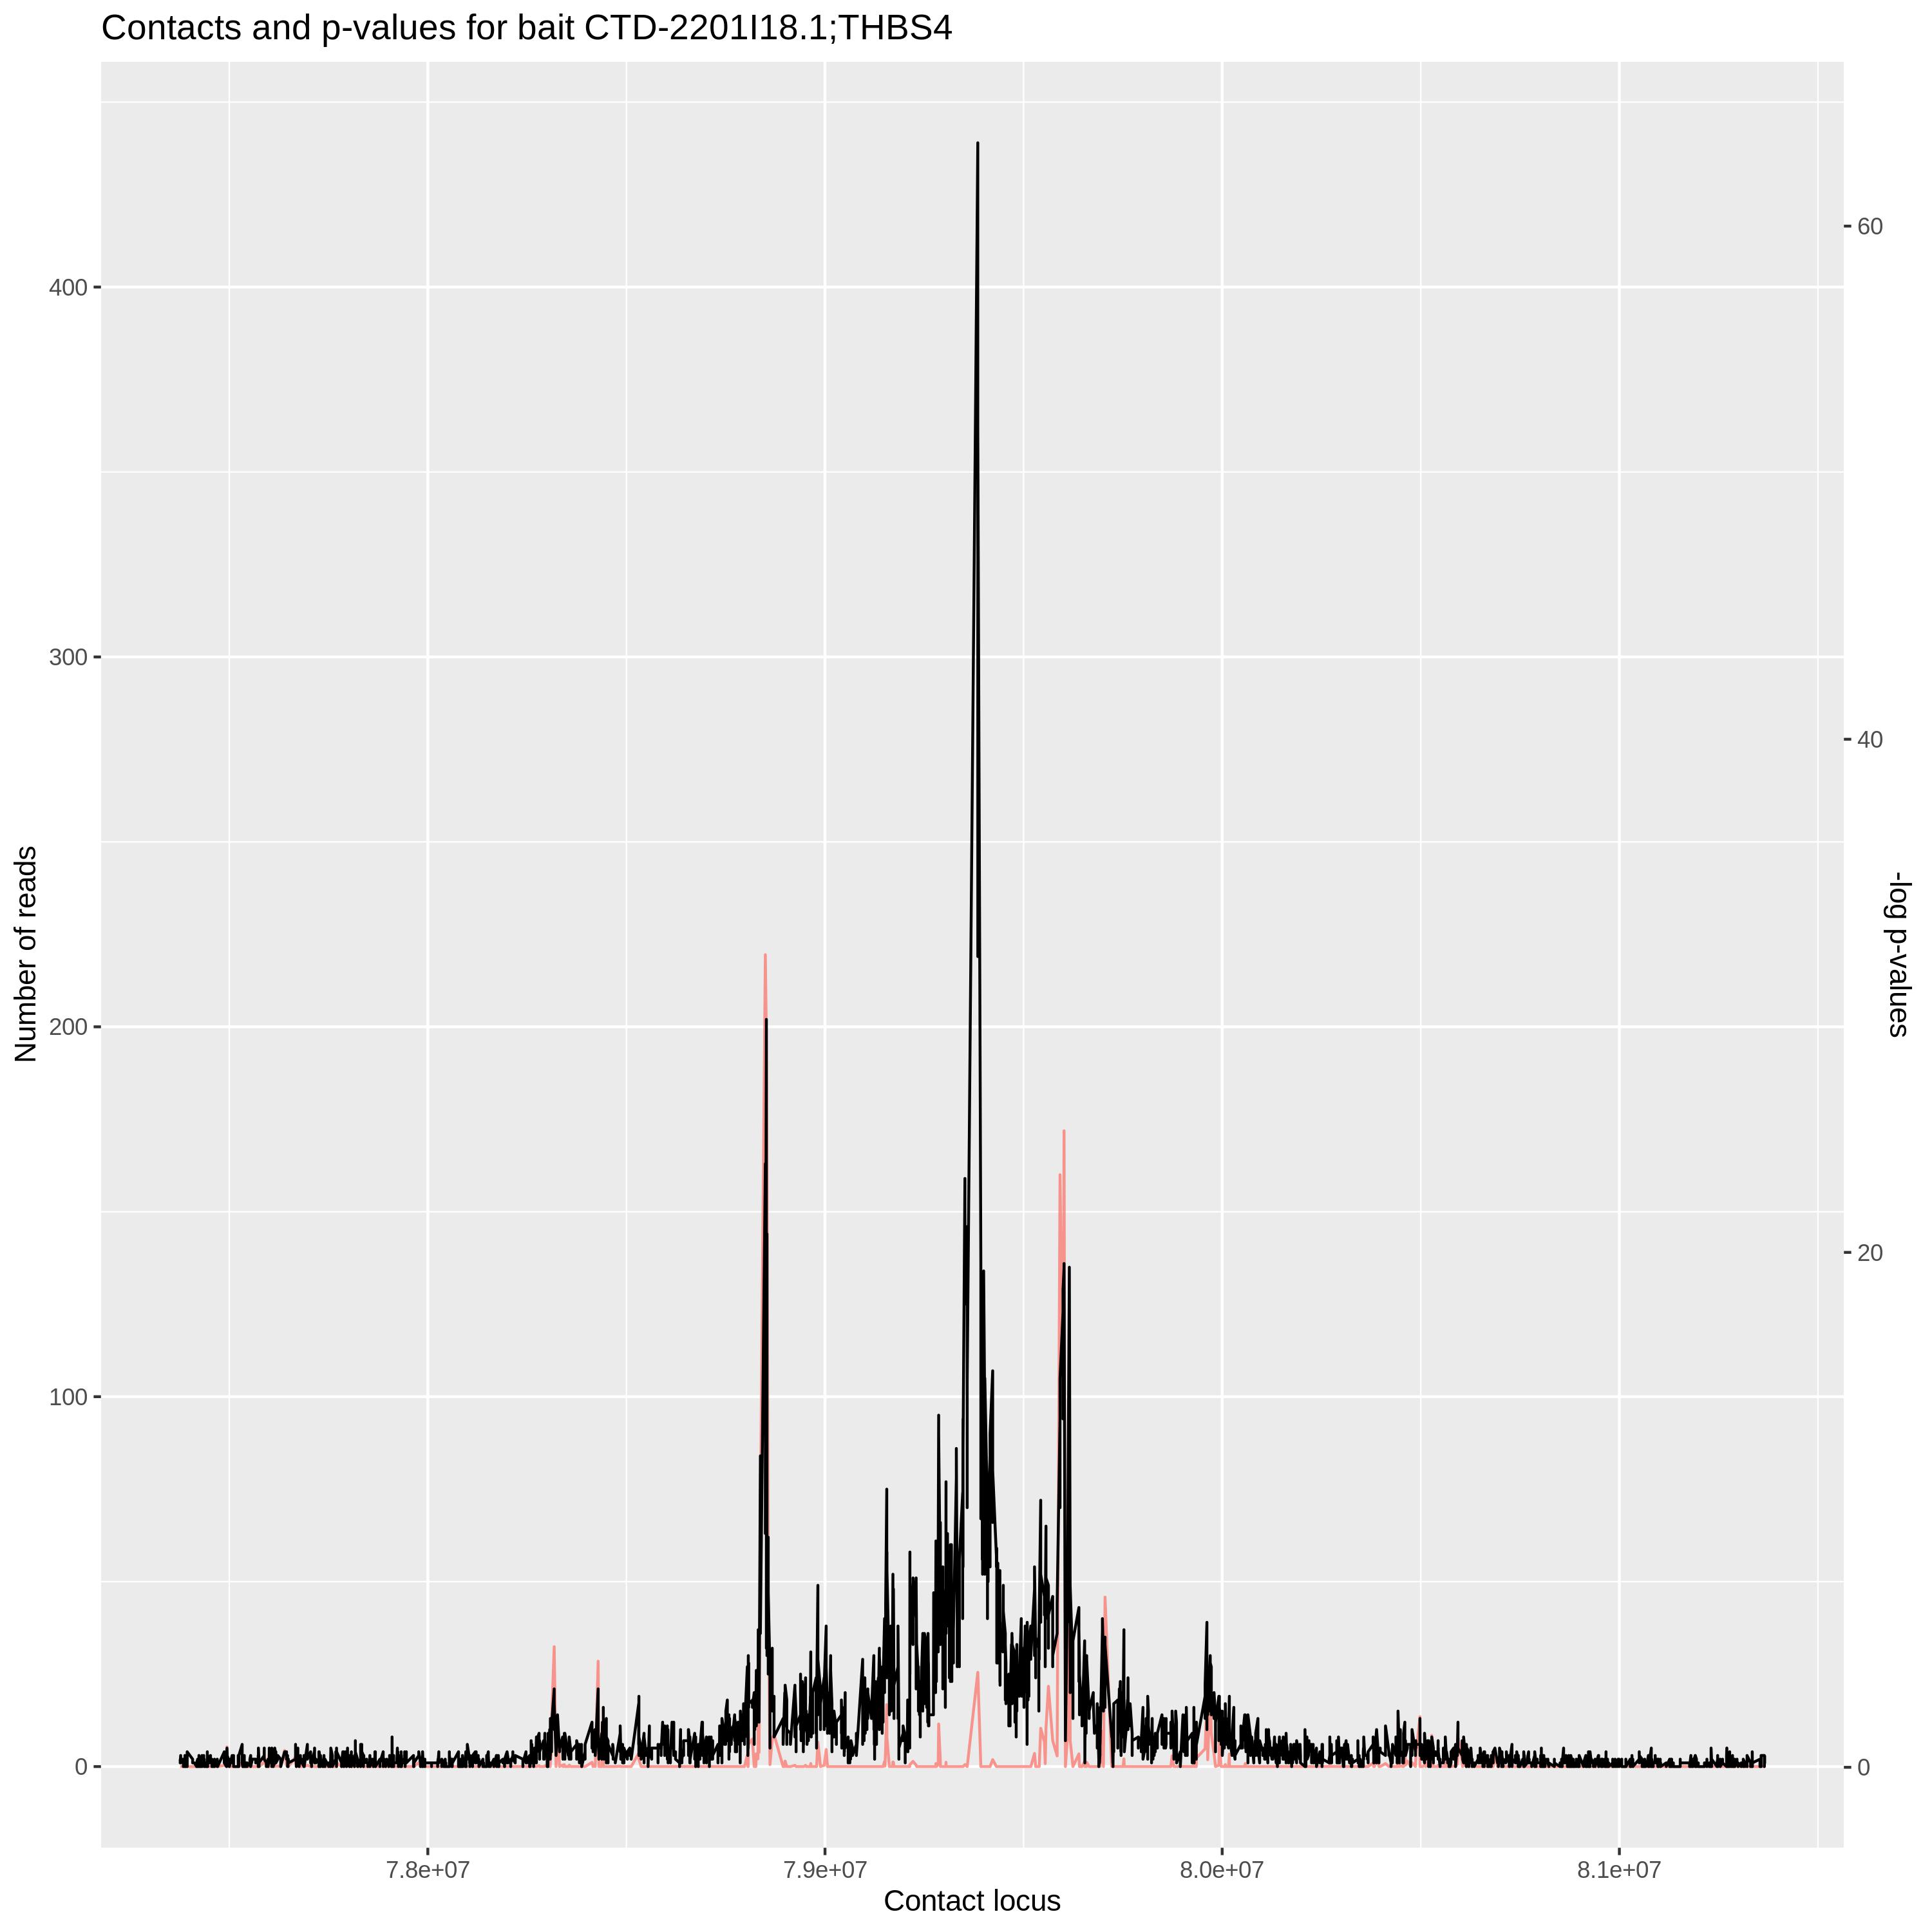 Contacts and p-values for bait CTD-2201I18.1;THBS4
400
300
200
100
0
60
40
20
0
7.8e+07
7.9e+07
8.0e+07
8.1e+07
Contact locus
Number of reads
-log p-values